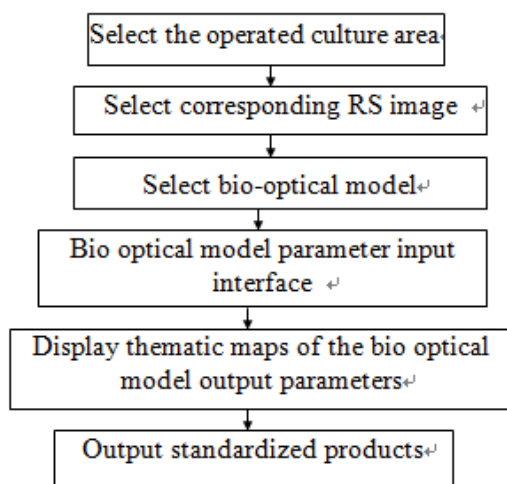 Select the operated culture area
Select corresponding RS image
Select bio-optical model
Bio optical model parameter input
interface
Display thematic maps of the bio optical
model output parameters
Output standardized products